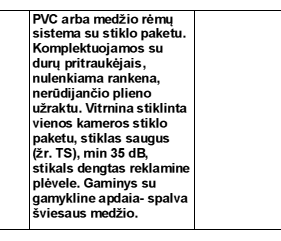 PVC arba medžio rėmų
sistema su stiklo paketu.
Komplektuojamos su
durų pritraukėjais,
nulenkiama rankena,
nerūdijančio plieno
užraktu. Vitrnina stiklinta
vienos kameros stiklo
paketu, stiklas saugus
(žr. TS), min 35 dB,
stikals dengtas reklamine
plėvele. Gaminys su
gamykline apdaia- spalva
šviesaus medžio.